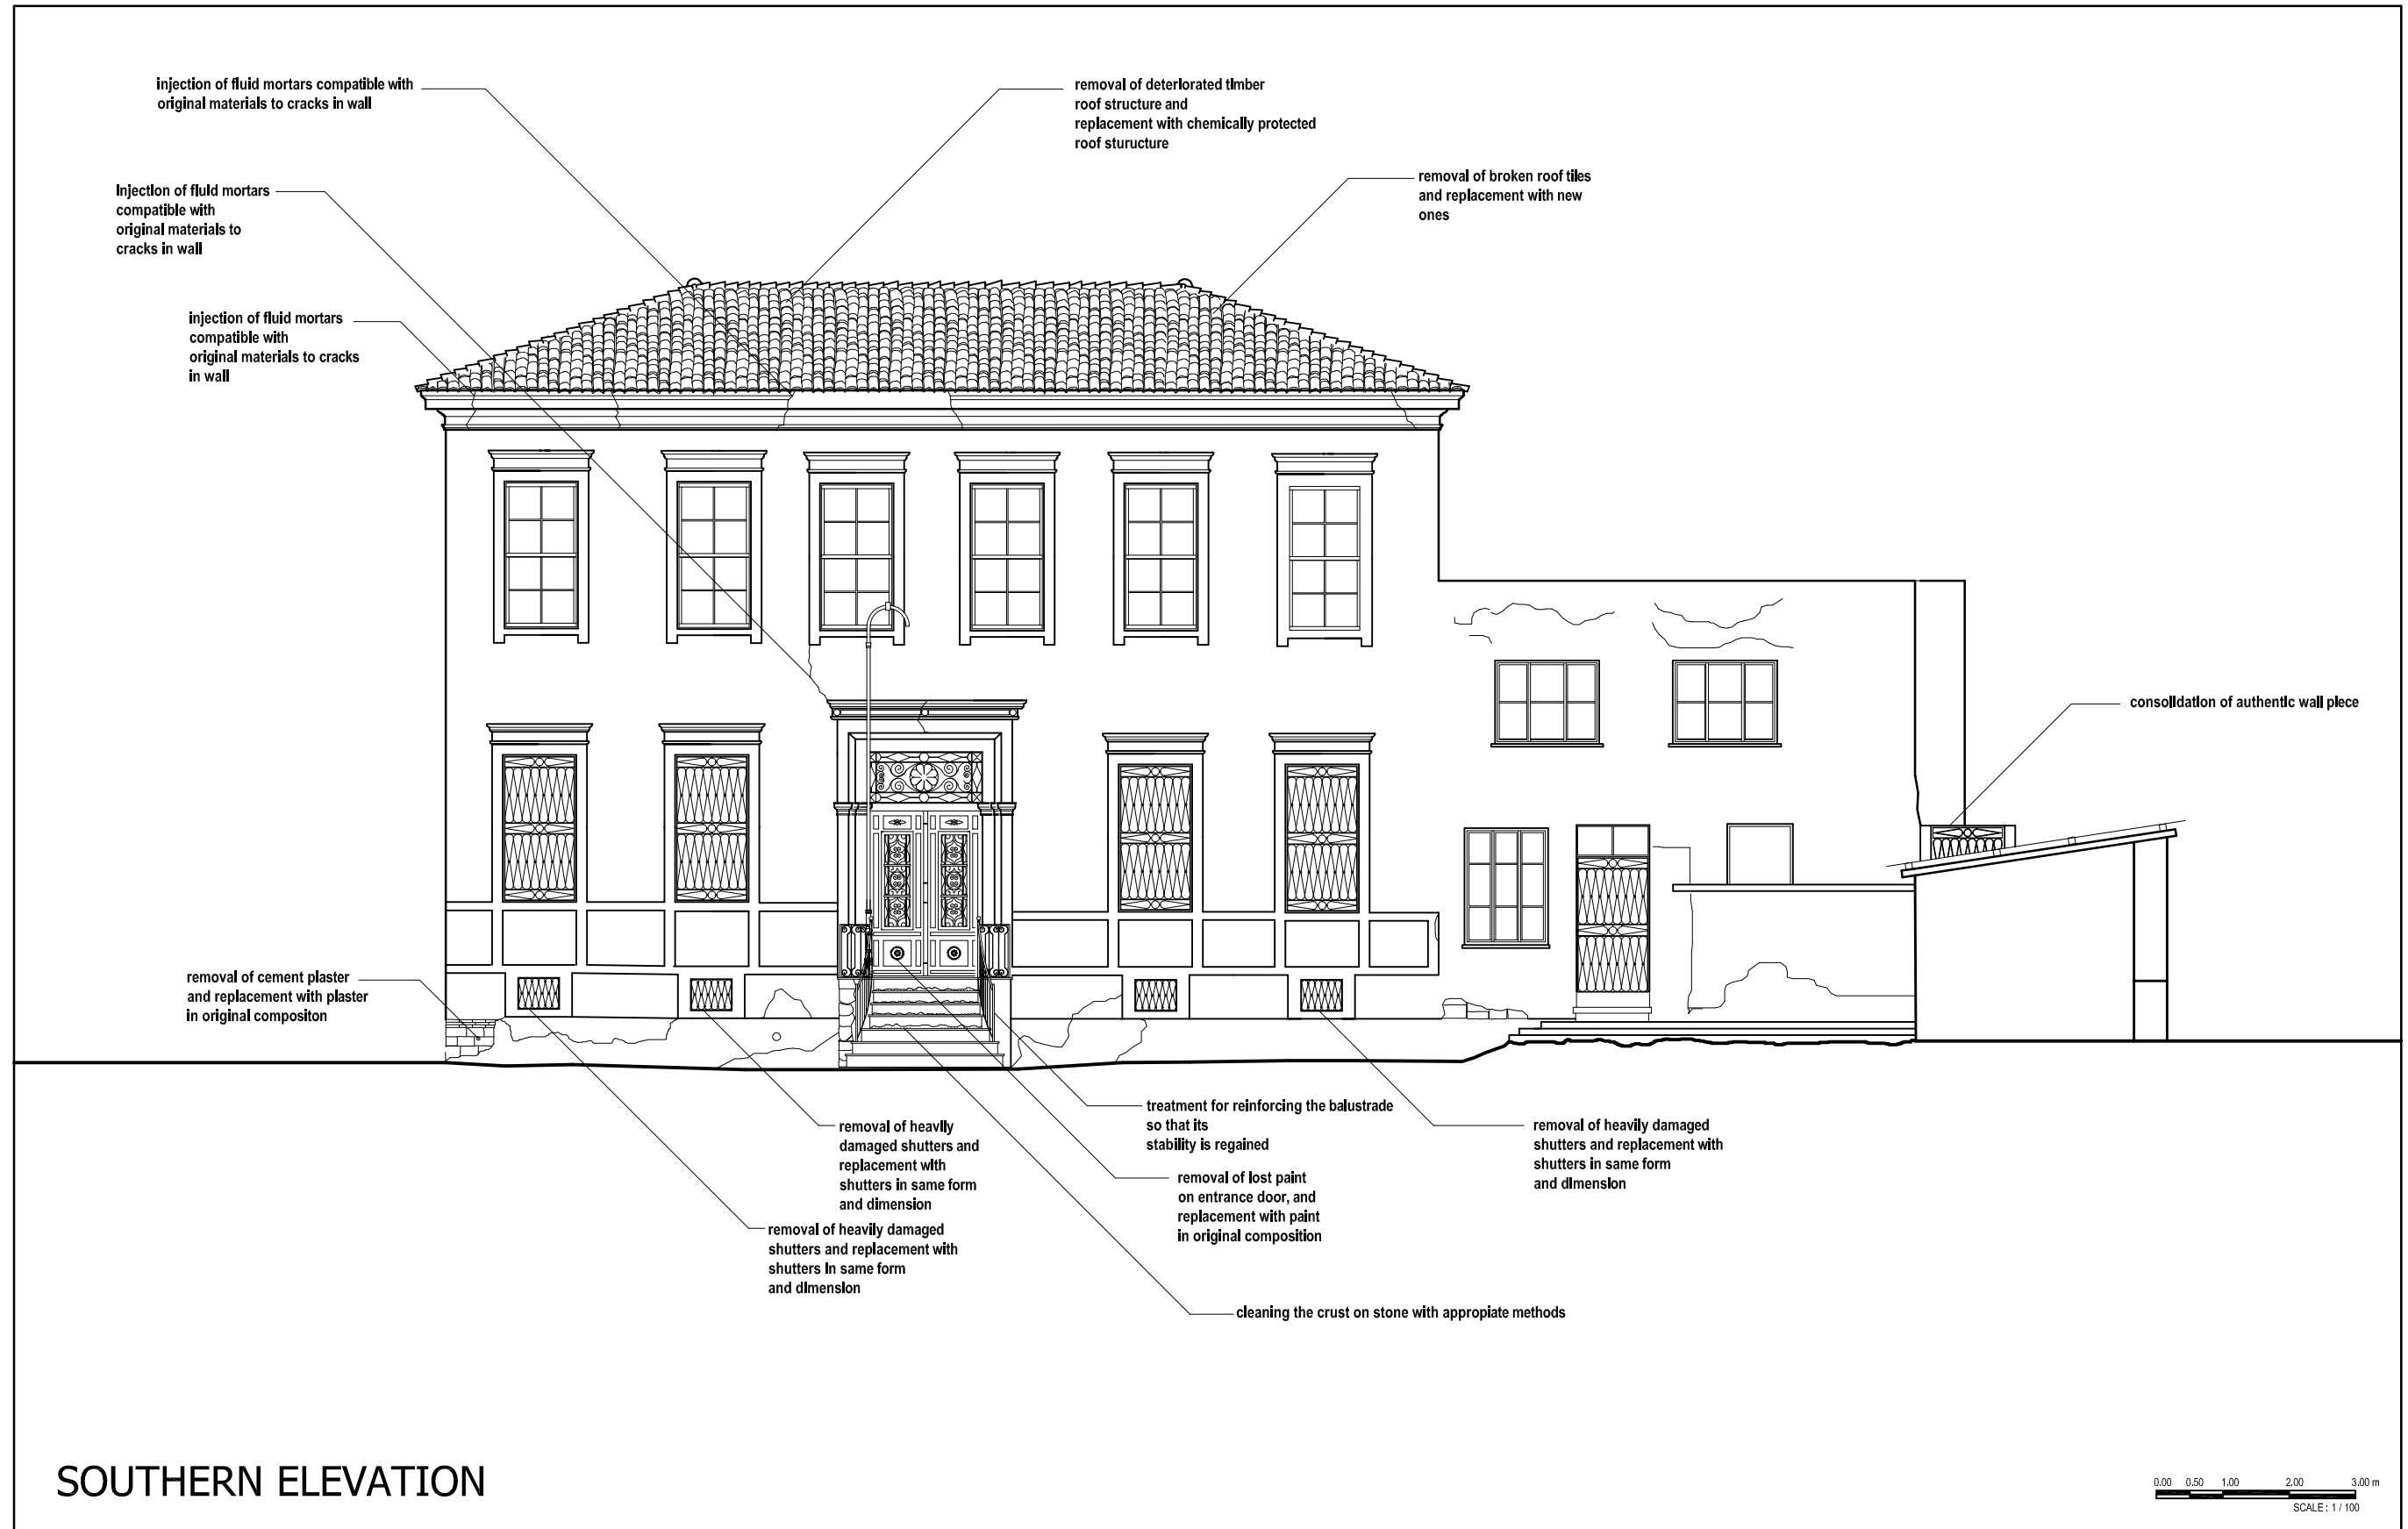 injection of fluid mortars compatible with
original materials to cracks in wall
removal of deteriorated timber
roof structure and
replacement with chemically protected
roof sturucture
removal of broken roof tiles
and replacement with new
ones
Injection of fluid mortars
compatible with
original materials to
cracks in wall
injection of fluid mortars
compatible with
original materials to cracks
in wall
consolidation of authentic wall piece
removal of cement plaster
and replacement with plaster
in original compositon
removal of heavily
damaged shutters and
replacement with
shutters in same form
and dimension
treatment for reinforcing the balustrade
so that its
stability is regained
removal of heavily damaged
shutters and replacement with
shutters in same form
and dimension
removal of lost paint
on entrance door, and
replacement with paint
in original composition
removal of heavily damaged
shutters and replacement with
shutters in same form
and dimension
cleaning the crust on stone with appropiate methods
SOUTHERN ELEVATION
0.00 0.50 1.00 2.00 3.00 m
SCALE : 1 / 100